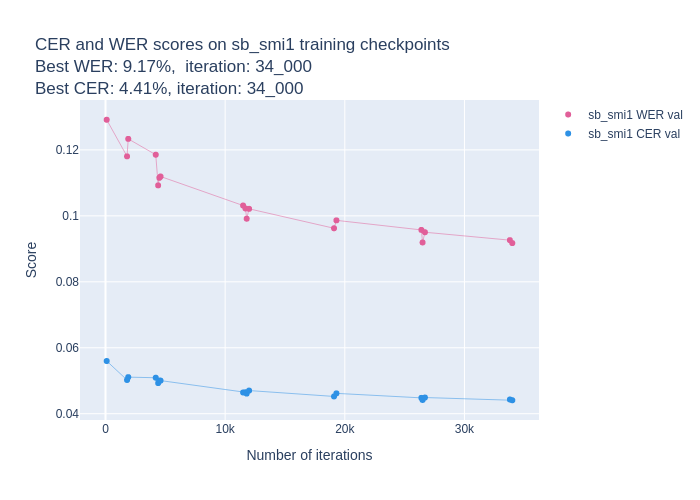 CER and WER scores on sb_smi1 training checkpoints
Best WER: 9.17%,  iteration: 34_000
Best CER: 4.41%, iteration: 34_000
sb_smi1 WER val
sb_smi1 CER val
0.12
0.1
0.08
0.06
0.04
Score
0
10k
20k
30k
Number of iterations